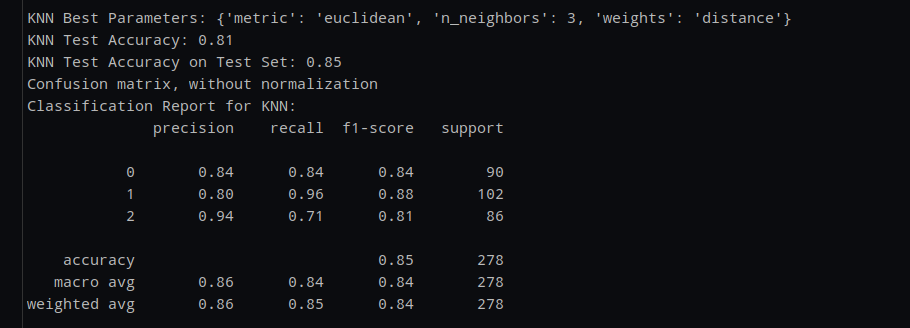 KNN Best Parameters: {'metric': 'euclidean', 'n_neighbors': 3, 'weights': 'distance'}
KNN Test Accuracy: 0.81
KNN Test Accuracy on Test Set: 0.85
Confusion matrix, without normalization
Classification Report for KNN:
precision recall f1-score support
0 0.84 0.84 0.84 90
1 0.80 0.96 0.88 102
2 0.94 0.71 0.81 86
accuracy 0.85 278
macro avg 0.86 0.84 0.84 278
weighted avg 0.86 0.85 0.84 278